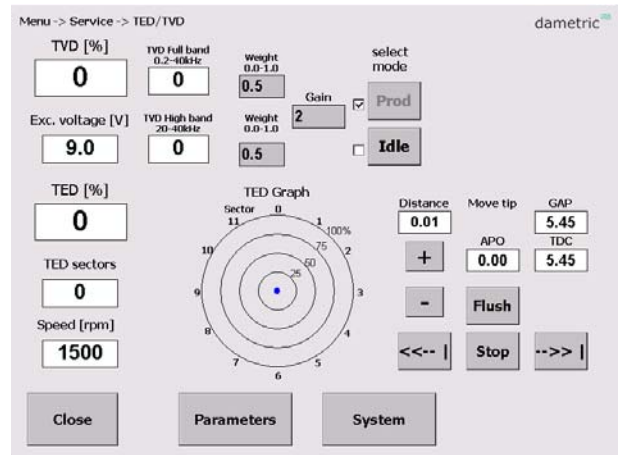 Menu -> Service -> TED/TVD
dametric
TVD [%]
0
TVD Full band
0.2-40kHz
0
Weight
0.0-1.0
0.5
Gain
2
select
mode
Prod
Exc. voltage [V]
9.0
TVD High band
20-40kHz
0
Weight
0.0-1.0
0.5
Idle
TED [%]
0
TED sectors
0
Speed [rpm]
1500
TED Graph
Sector
0
1
2
3
4
5
6
7
8
9
10
11
100%
75
50
25
Distance
0.01
Move tip
GAP
5.45
+
APO
0.00
TDC
5.45
-
Flush
<<-- |
Stop
-->> |
Close
Parameters
System